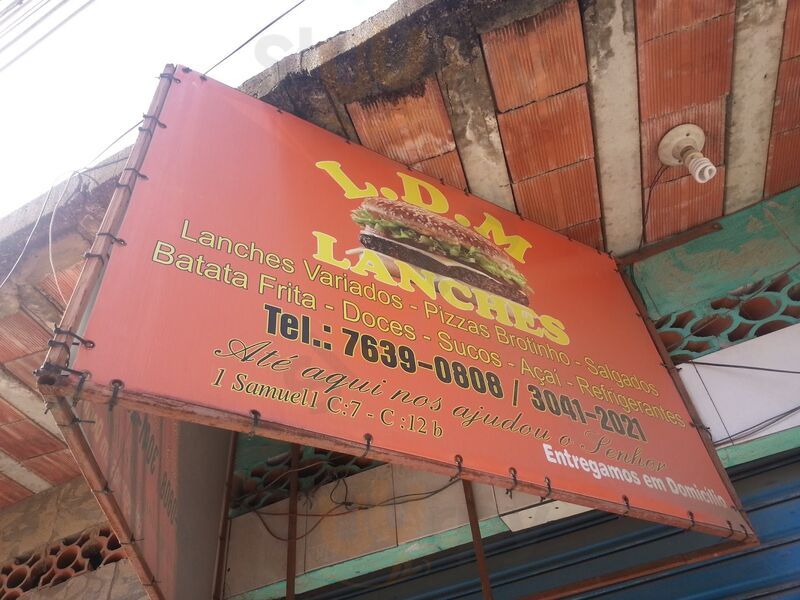 L.D.M
LANCHES
Lanches Variados - Pizzas Brotinho - Salgados
Batata Frita - Doces - Sucos - Açaí - Refrigerantes
Tel.: 7639-0808 / 3041-2021
Até aqui nos ajudou o Senhor
1 Samuel1 C:7 - C :12 b
Entregamos em Domicilio